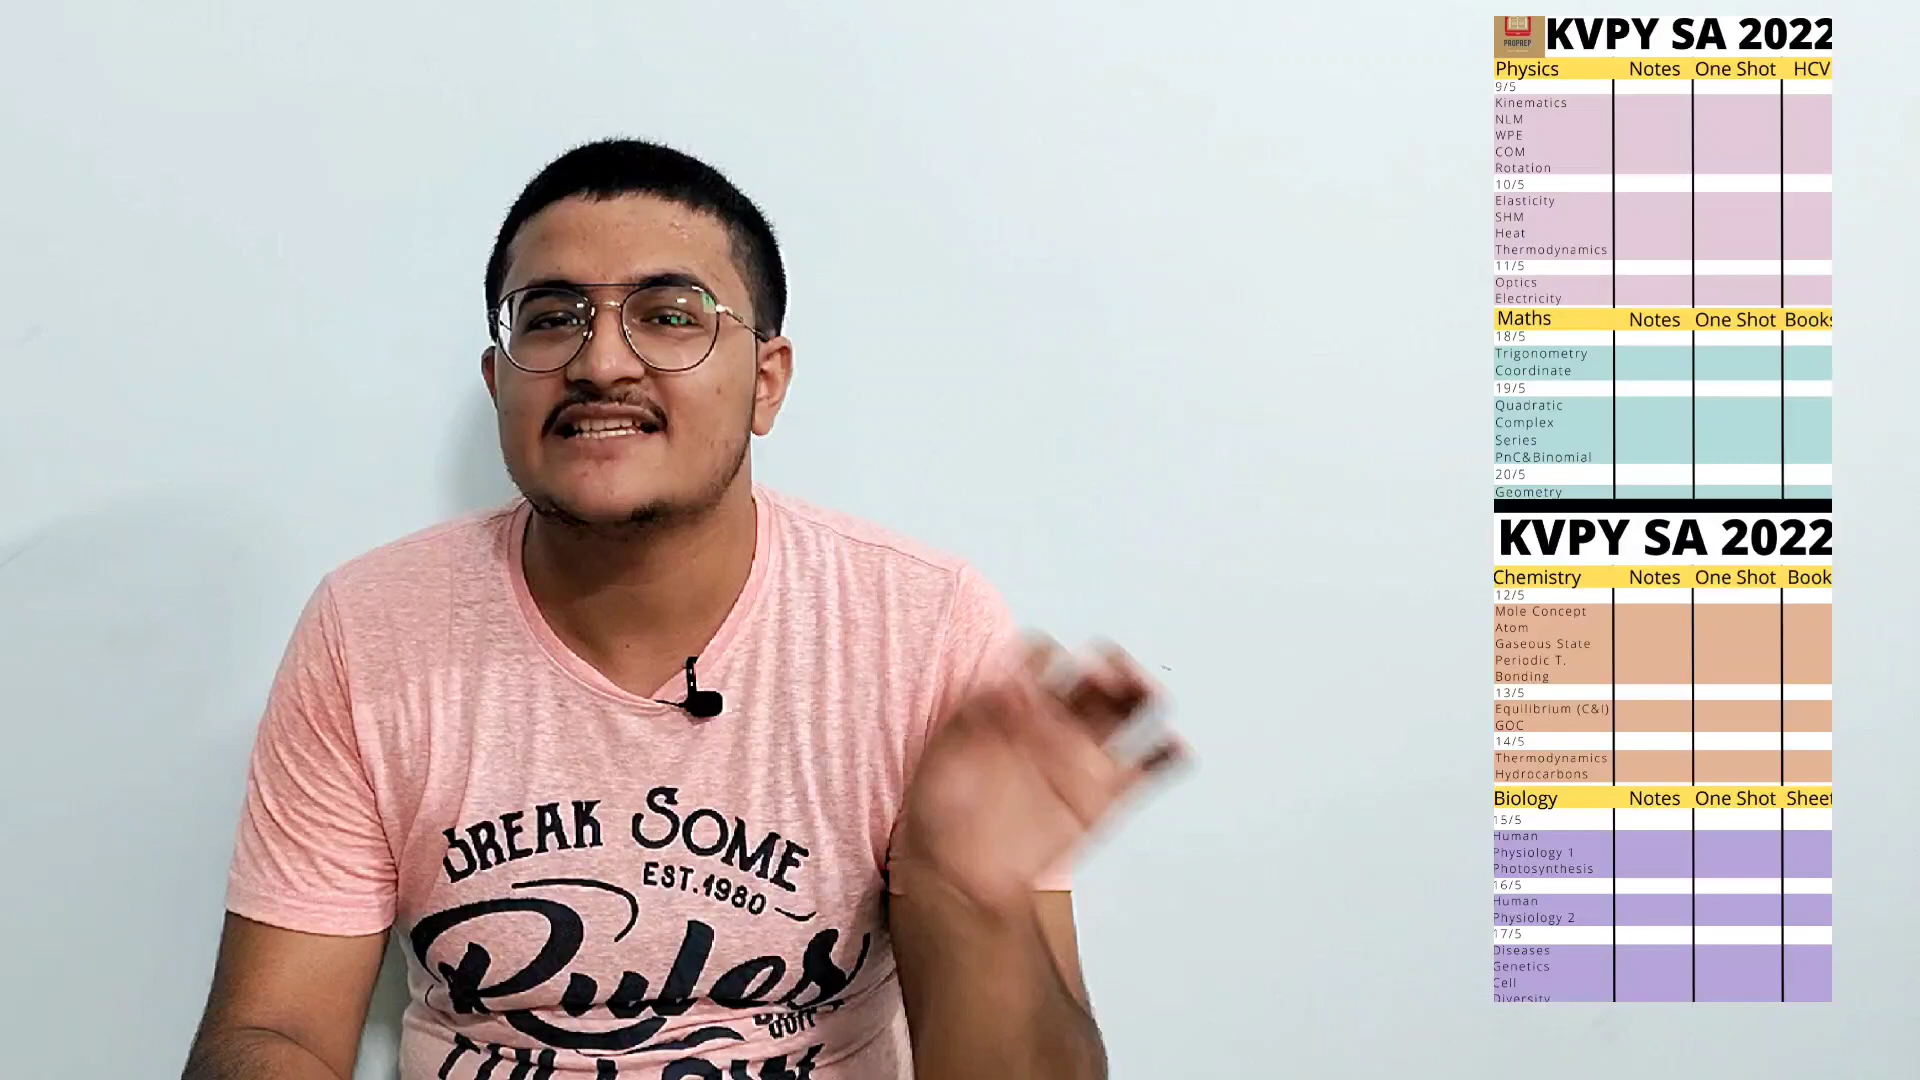 BREAK SOME
EST.1980
Rules
DON'T
FOLLOW
PROPREP
KVPY SA 2022
Physics Notes One Shot HCV
9/5
Kinematics
NLM
WPE
COM
Rotation
10/5
Elasticity
SHM
Heat
Thermodynamics
11/5
Optics
Electricity
Maths Notes One Shot Books
18/5
Trigonometry
Coordinate
19/5
Quadratic
Complex
Series
PnC&Binomial
20/5
Geometry
KVPY SA 2022
Chemistry Notes One Shot Book
12/5
Mole Concept
Atom
Gaseous State
Periodic T.
Bonding
13/5
Equilibrium (C&I)
GOC
14/5
Thermodynamics
Hydrocarbons
Biology Notes One Shot Sheet
15/5
Human
Physiology 1
Photosynthesis
16/5
Human
Physiology 2
17/5
Diseases
Genetics
Cell
Diversity